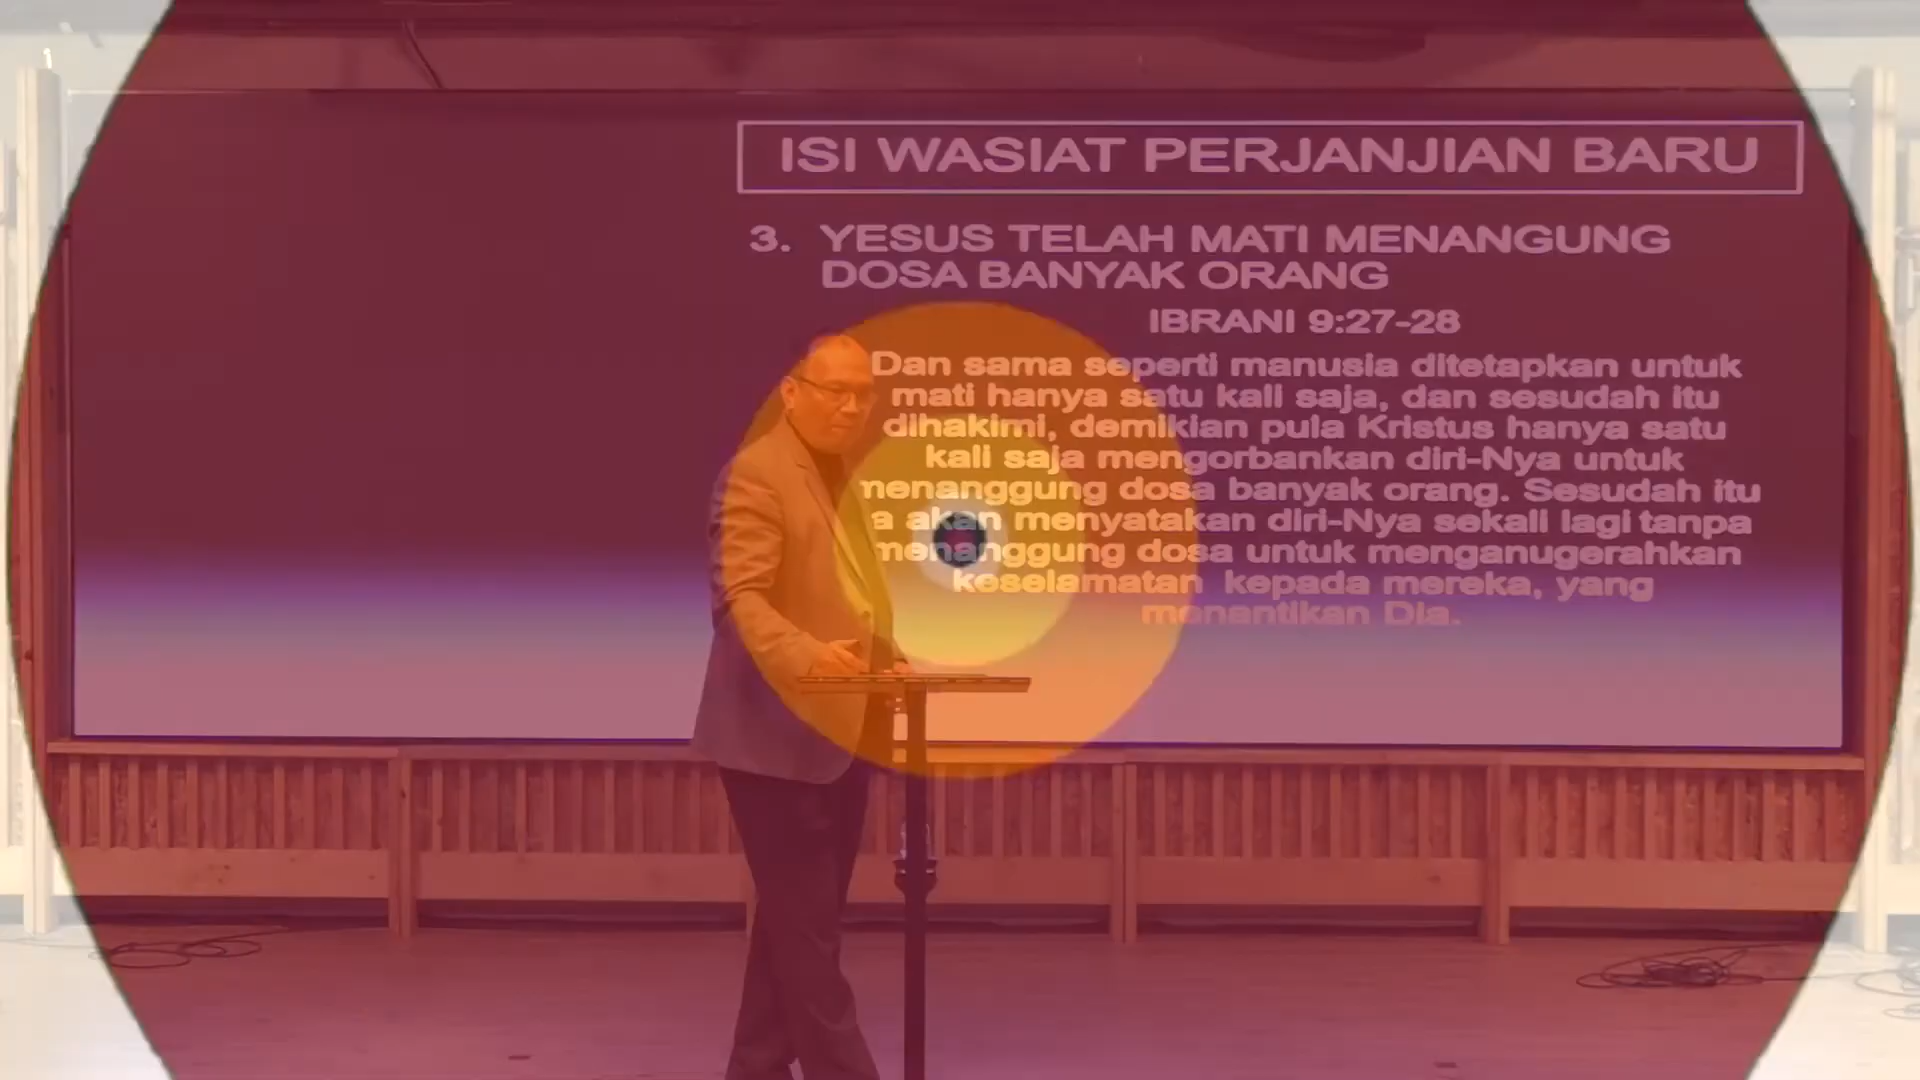 ISI WASIAT PERJANJIAN BARU
3. YESUS TELAH MATI MENANGUNG
DOSA BANYAK ORANG
IBRANI 9:27-28
Dan sama seperti manusia ditetapkan untuk
mati hanya satu kali saja, dan sesudah itu
dihakimi, demikian pula Kristus hanya satu
kali saja mengorbankan diri-Nya untuk
menanggung dosa banyak orang. Sesudah itu
a akan menyatakan diri-Nya sekali lagi tanpa
menanggung dosa untuk menganugerahkan
keselamatan kepada mereka, yang
menantikan Dia.